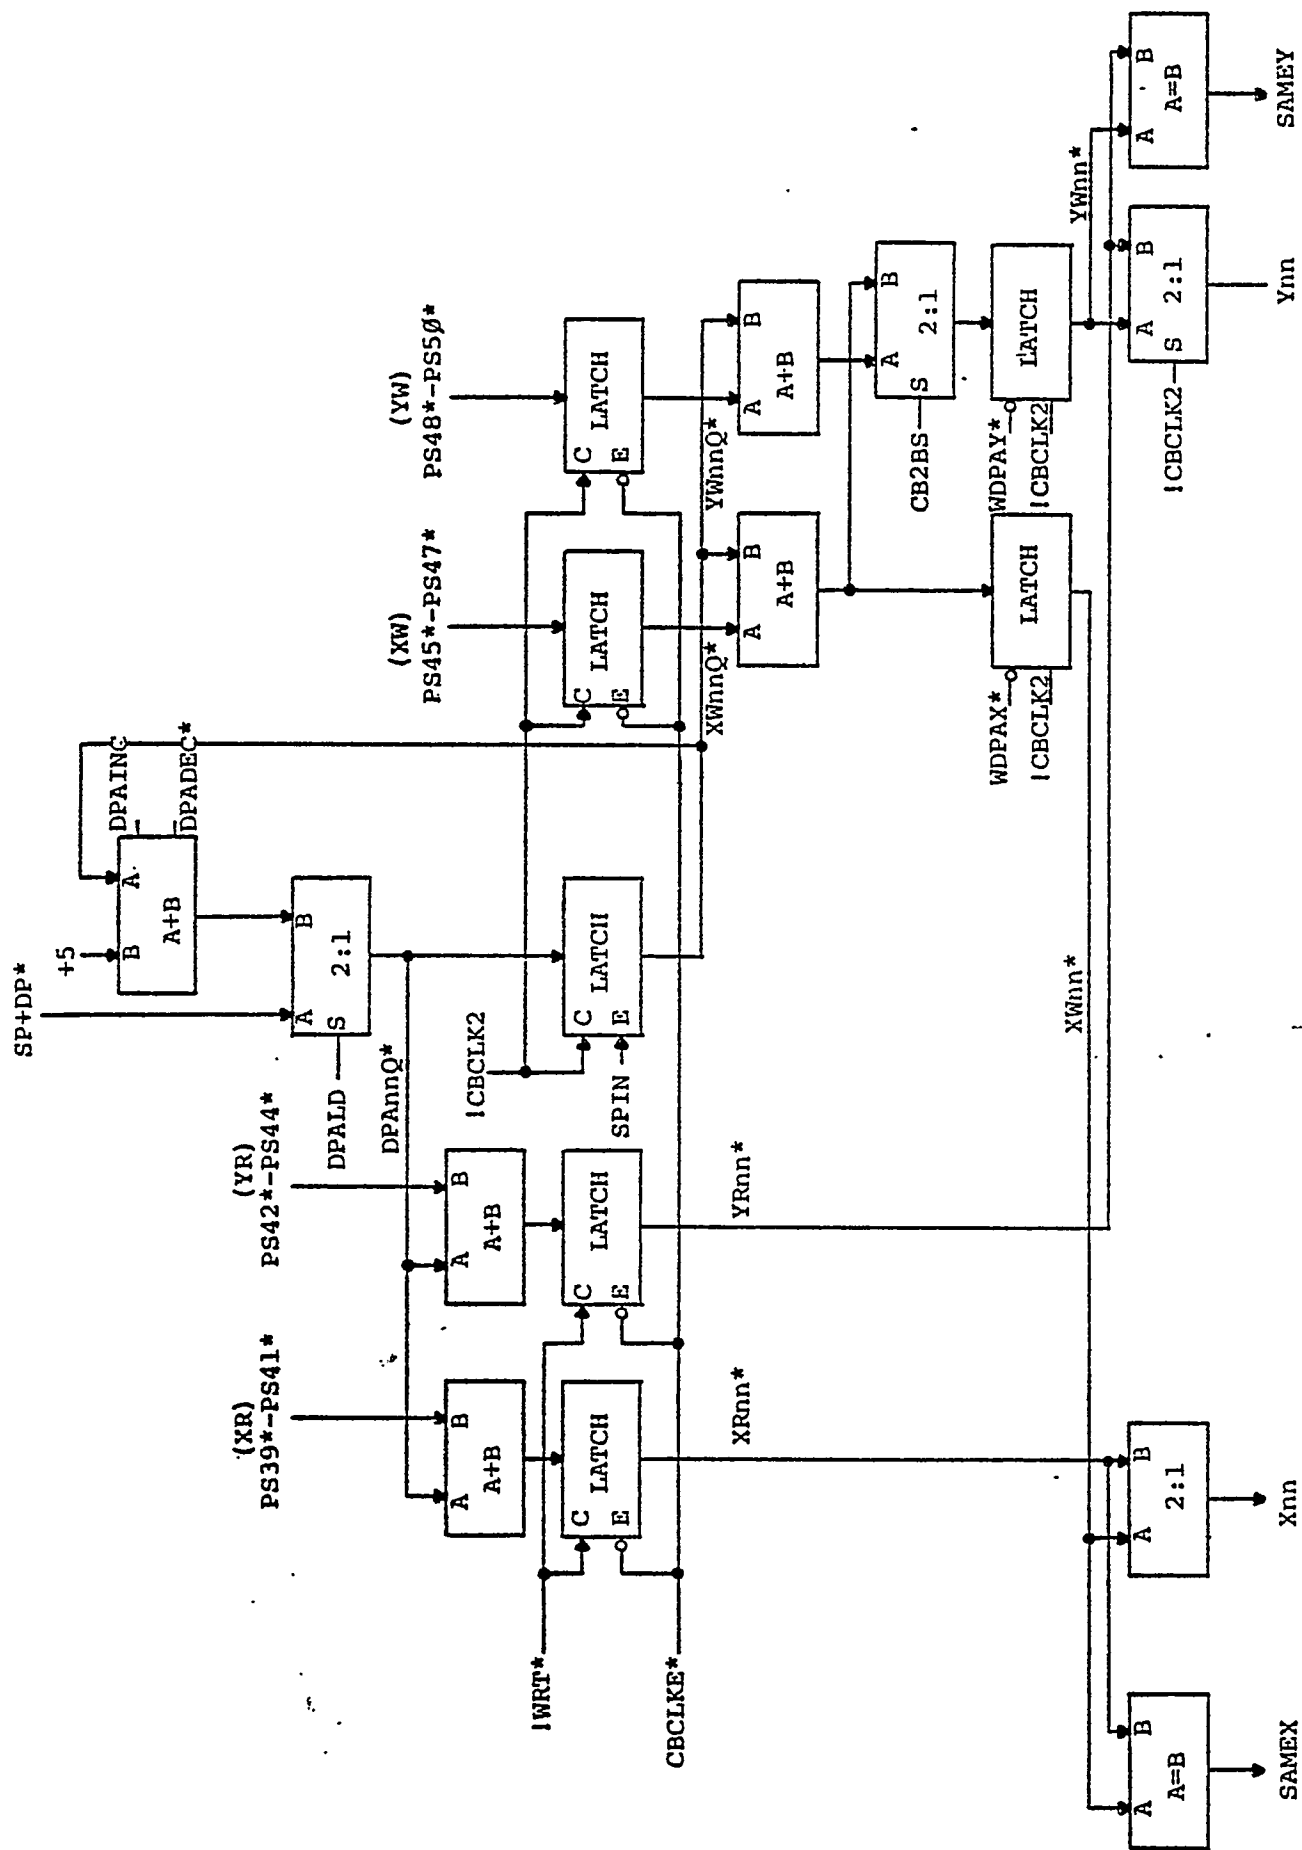 SP+DP*
+5
B A
DPAINC
A+B
DPADEC*
(XR)
PS39*-PS41*
(YR)
PS42*-PS44*
A B
DPALD S 2:1
DPAnnQ*
(XW)
PS45*-PS47*
(YW)
PS48*-PS5Ø*
A B
A+B
A B
A+B
!CBCLK2
!WRT*
C
LATCH
E
C
LATCH
E
C
LATCH
SPIN E
C
LATCH
E
C
LATCH
E
CBCLKE*
XRnn*
YRnn*
XWnnQ*
YWnnQ*
A B
A+B
A B
A+B
A B
CB2BS S 2:1
WDPAX*
LATCH
!CBCLK2
WDPAY*
LATCH
!CBCLK2
XWnn*
YWnn*
A B
A=B
A B
2:1
A B
!CBCLK2 S 2:1
A B
A=B
SAMEX
Xnn
Ynn
SAMEY